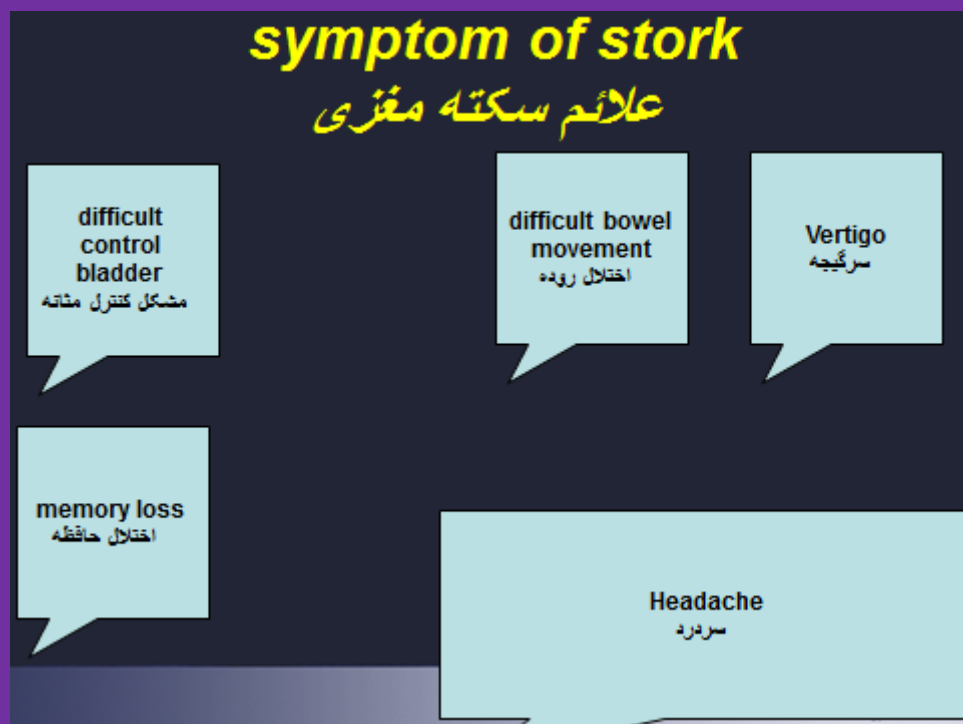 symptom of stork
علائم سکته مغزی
difficult
control
bladder
مشکل کنترل مثانه
difficult bowel
movement
اختلال روده
Vertigo
سرگیجه
memory loss
اختلال حافظه
Headache
سردرد